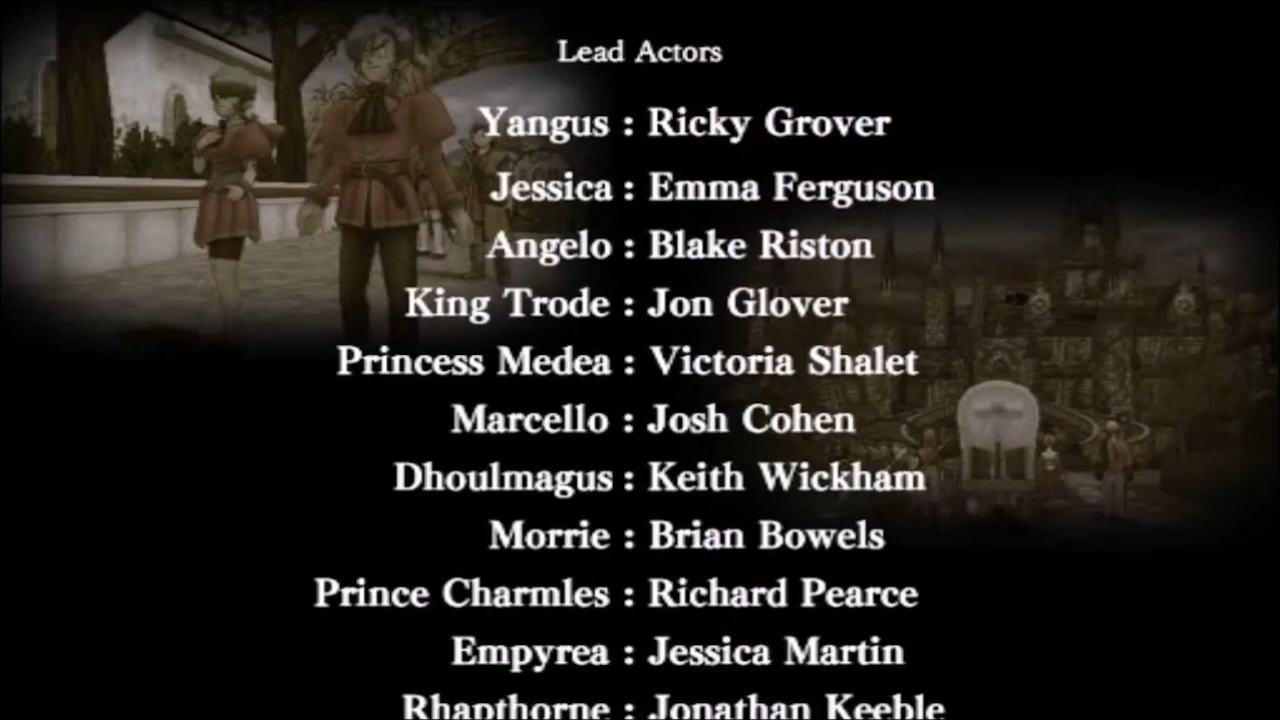 Lead Actors
Yangus : Ricky Grover
Jessica : Emma Ferguson
Angelo : Blake Riston
King Trode : Jon Glover
Princess Medea : Victoria Shalet
Marcello : Josh Cohen
Dhoulmagus : Keith Wickham
Morrie : Brian Bowels
Prince Charmles : Richard Pearce
Empyrea : Jessica Martin
Rhapthorne : Jonathan Keeble